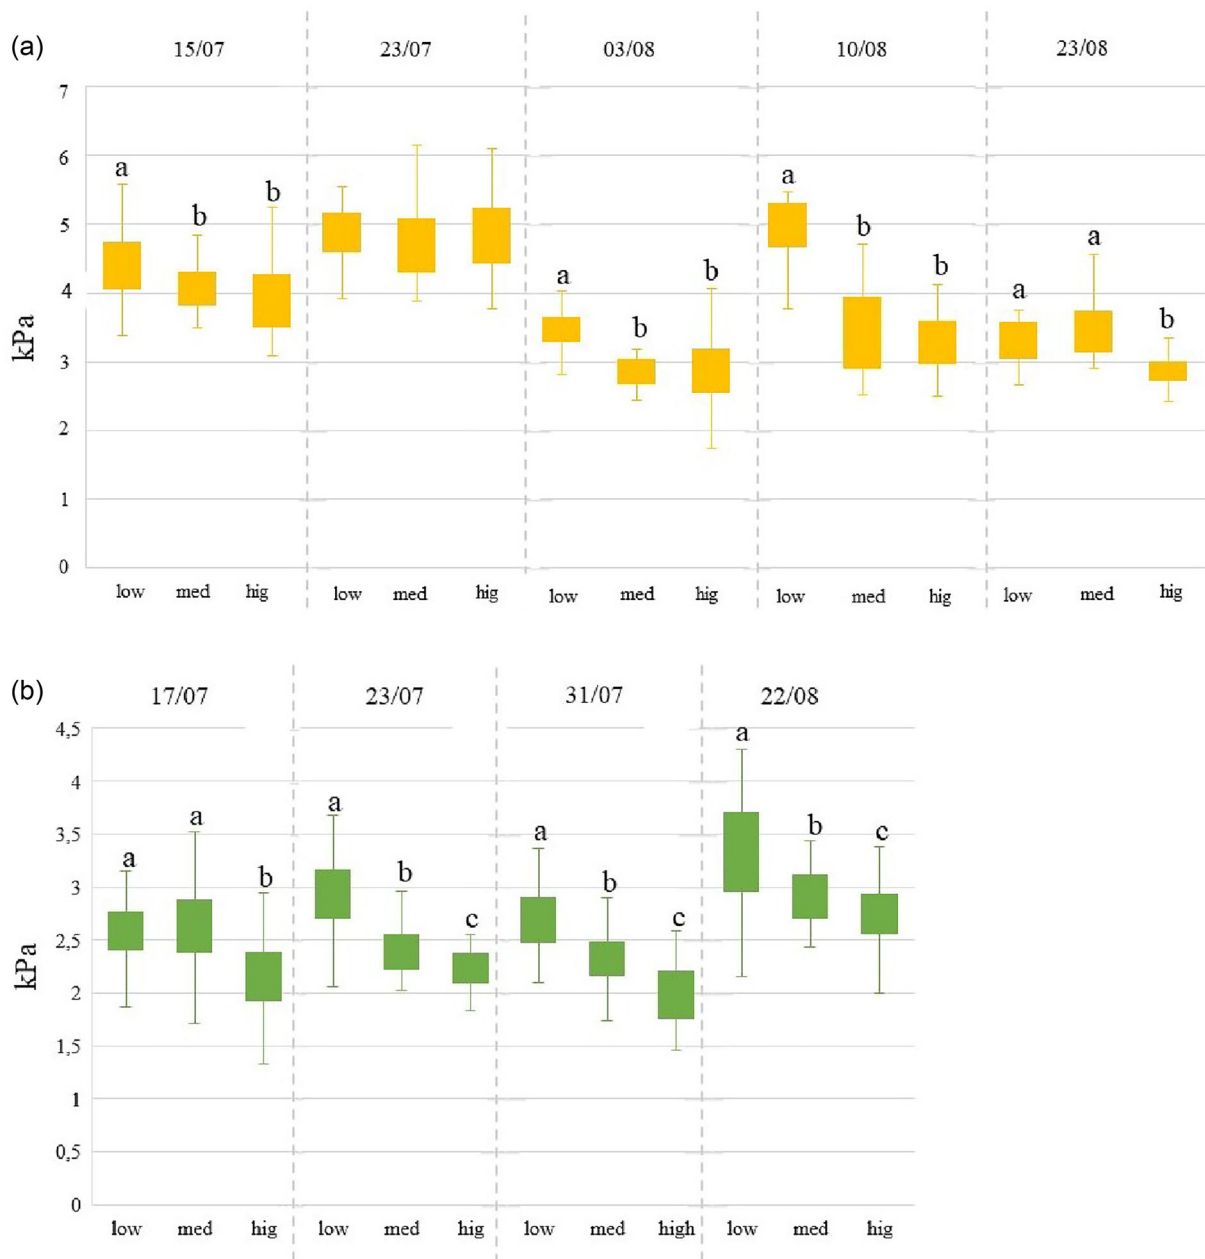 (a)
15/07 23/07 03/08 10/08 23/08
7
6
5
4
3
2
1
0
kPa
a b b
a b b
a b b
a a b
low med hig low med hig low med hig low med hig low med hig
(b)
17/07 23/07 31/07 22/08
4,5
4
3,5
3
2,5
2
1,5
1
0,5
0
kPa
a a b
a b c
a b c
a b c
low med hig low med hig low med high low med hig